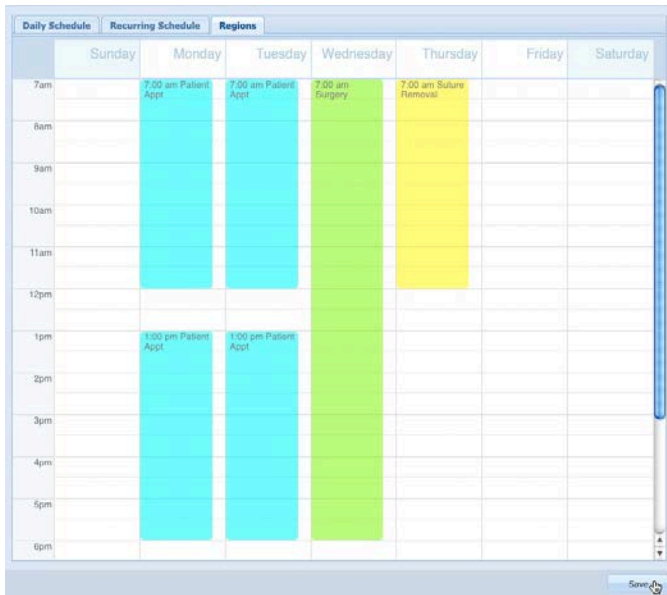 Daily Schedule Recurring Schedule Regions
Sunday Monday Tuesday Wednesday Thursday Friday Saturday
7am
7:00 am Patient
Appt
7:00 am Patient
Appt
7:00 am
Surgery
7:00 am Suture
Removal
8am
9am
10am
11am
12pm
1pm
1:00 pm Patient
Appt
1:00 pm Patient
Appt
2pm
3pm
4pm
5pm
6pm
Save